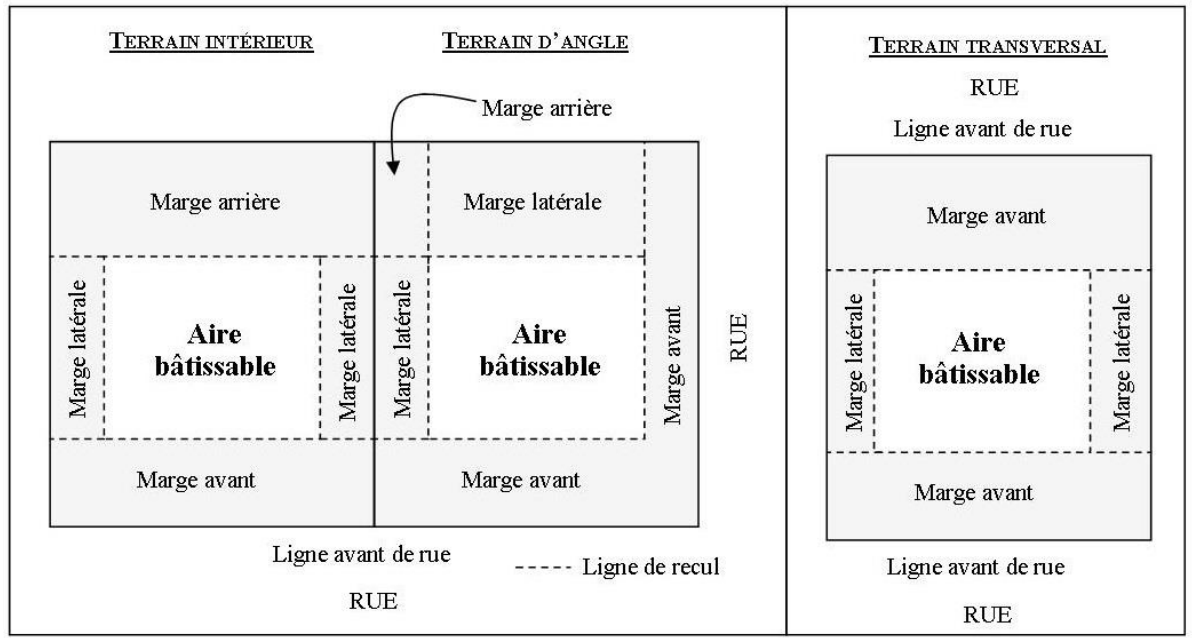 TERRAIN INTÉRIEUR
TERRAIN D'ANGLE
Marge arrière
Marge arrière
Marge latérale
Marge latérale
Aire
bâtissable
Marge latérale
Marge latérale
Aire
bâtissable
Marge avant
RUE
Marge avant
Marge avant
Ligne avant de rue
----- Ligne de recul
RUE
TERRAIN TRANSVERSAL
RUE
Ligne avant de rue
Marge avant
Marge latérale
Aire
bâtissable
Marge latérale
Marge avant
Ligne avant de rue
RUE